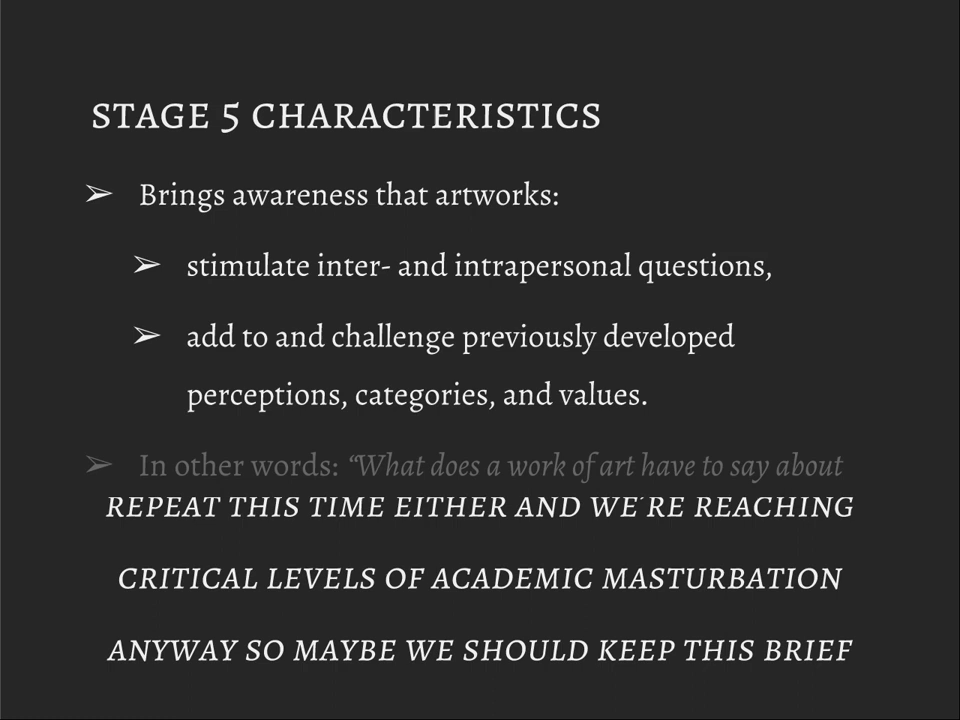 STAGE 5 CHARACTERISTICS
➢ Brings awareness that artworks:
➢ stimulate inter- and intrapersonal questions,
➢ add to and challenge previously developed
perceptions, categories, and values.
➢ In other words: “What does a work of art have to say about
REPEAT THIS TIME EITHER AND WE´RE REACHING
CRITICAL LEVELS OF ACADEMIC MASTURBATION
ANYWAY SO MAYBE WE SHOULD KEEP THIS BRIEF